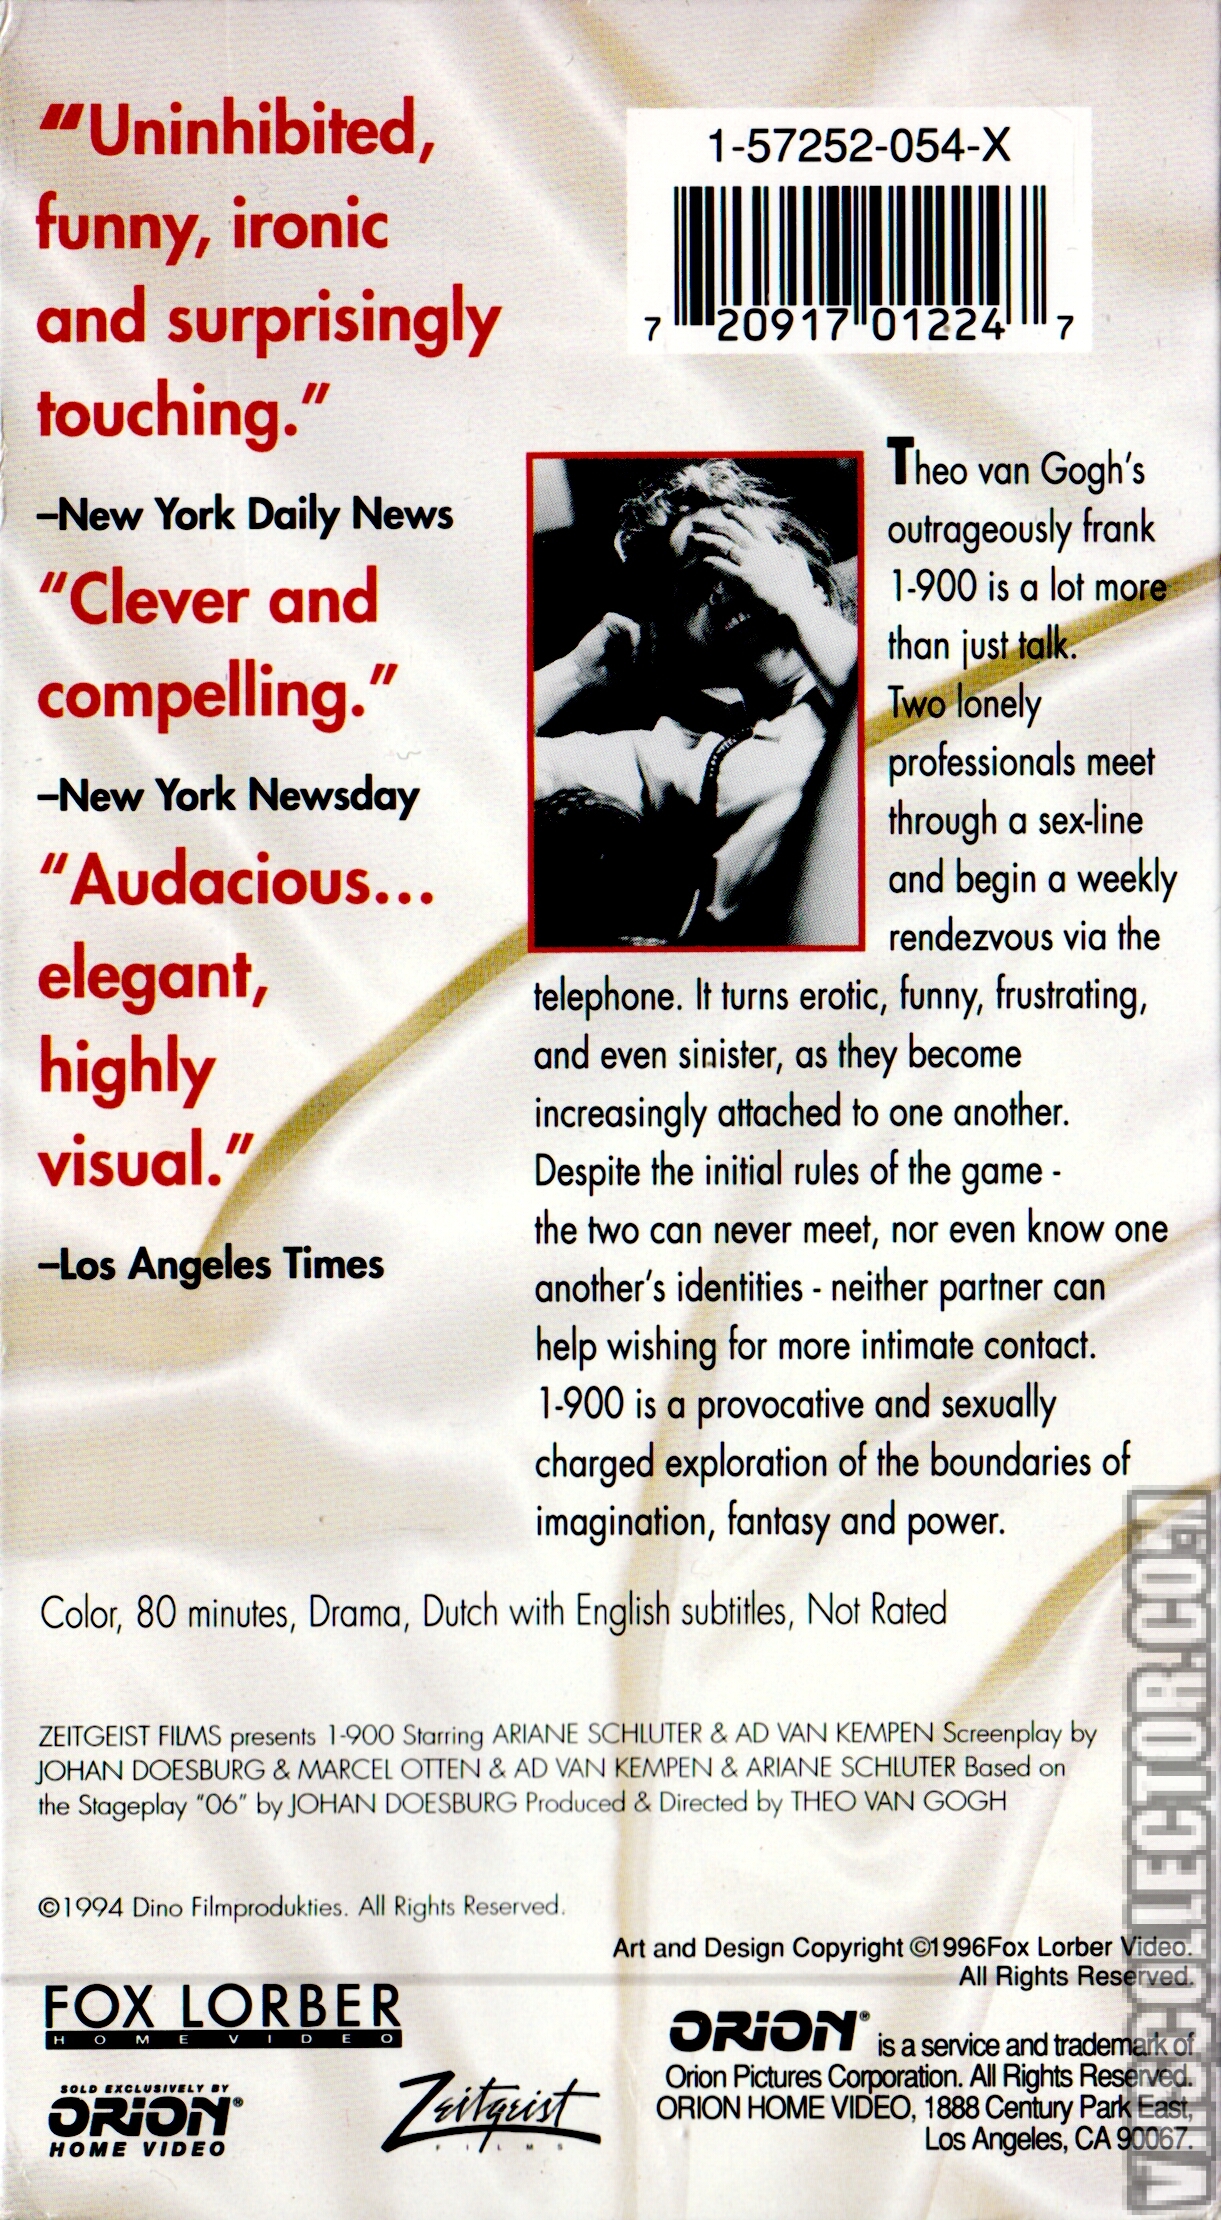 “Uninhibited,
funny, ironic
and surprisingly
touching.”
–New York Daily News
“Clever and
compelling.”
–New York Newsday
“Audacious...
elegant,
highly
visual.”
–Los Angeles Times
1-57252-054-X
7 20917 01224 7
Theo van Gogh's
outrageously frank
1-900 is a lot more
than just talk.
Two lonely
professionals meet
through a sex-line
and begin a weekly
rendezvous via the
telephone. It turns erotic, funny, frustrating,
and even sinister, as they become
increasingly attached to one another.
Despite the initial rules of the game -
the two can never meet, nor even know one
another's identities - neither partner can
help wishing for more intimate contact.
1-900 is a provocative and sexually
charged exploration of the boundaries of
imagination, fantasy and power.
Color, 80 minutes, Drama, Dutch with English subtitles, Not Rated
ZEITGEIST FILMS presents 1-900 Starring ARIANE SCHLUTER & AD VAN KEMPEN Screenplay by
JOHAN DOESBURG & MARCEL OTTEN & AD VAN KEMPEN & ARIANE SCHLUTER Based on
the Stageplay “06” by JOHAN DOESBURG Produced & Directed by THEO VAN GOGH
©1994 Dino Filmprodukties. All Rights Reserved.
Art and Design Copyright ©1996Fox Lorber Video.
All Rights Reserved.
FOX LORBER
HOME VIDEO
SOLD EXCLUSIVELY BY
ORION®
HOME VIDEO
Zeitgeist
FILMS
ORION® is a service and trademark of
Orion Pictures Corporation. All Rights Reserved.
ORION HOME VIDEO, 1888 Century Park East,
Los Angeles, CA 90067.
VHSCOLLECTOR.COM